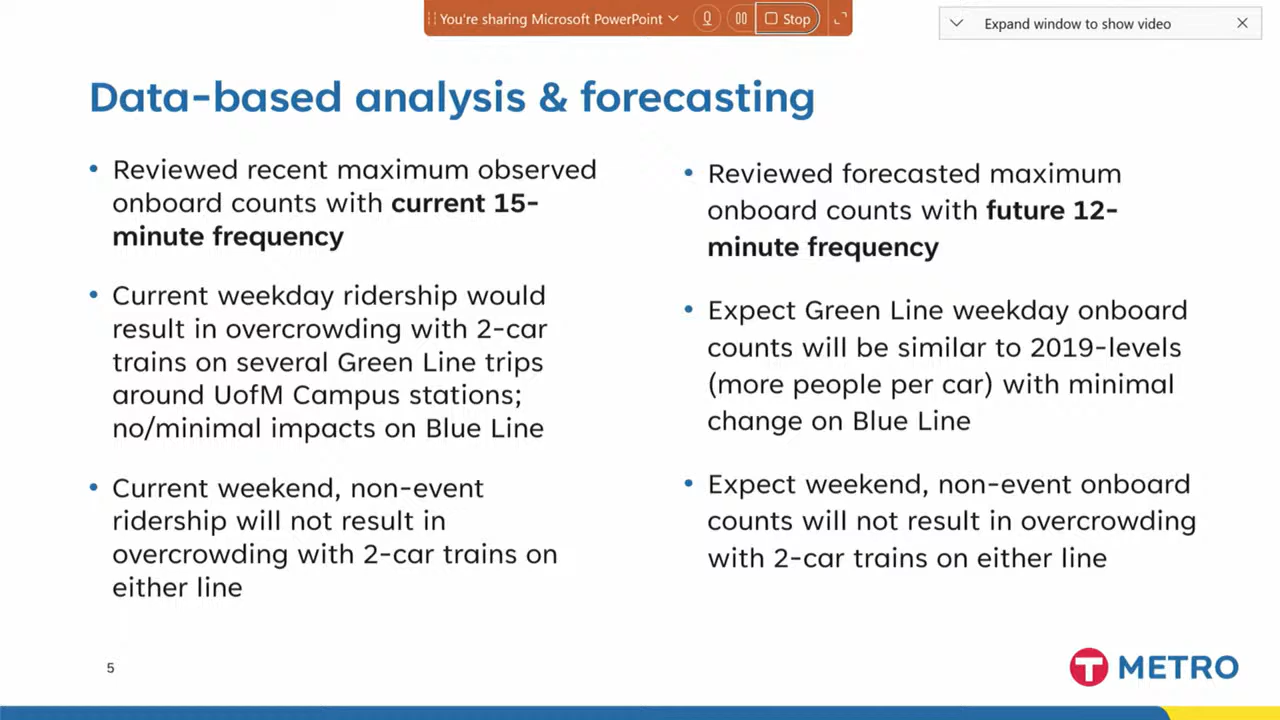 You're sharing Microsoft PowerPoint
Stop
Expand window to show video
Data-based analysis & forecasting
• Reviewed recent maximum observed
onboard counts with current 15-
minute frequency
• Current weekday ridership would
result in overcrowding with 2-car
trains on several Green Line trips
around UofM Campus stations;
no/minimal impacts on Blue Line
• Current weekend, non-event
ridership will not result in
overcrowding with 2-car trains on
either line
• Reviewed forecasted maximum
onboard counts with future 12-
minute frequency
• Expect Green Line weekday onboard
counts will be similar to 2019-levels
(more people per car) with minimal
change on Blue Line
• Expect weekend, non-event onboard
counts will not result in overcrowding
with 2-car trains on either line
5
T METRO